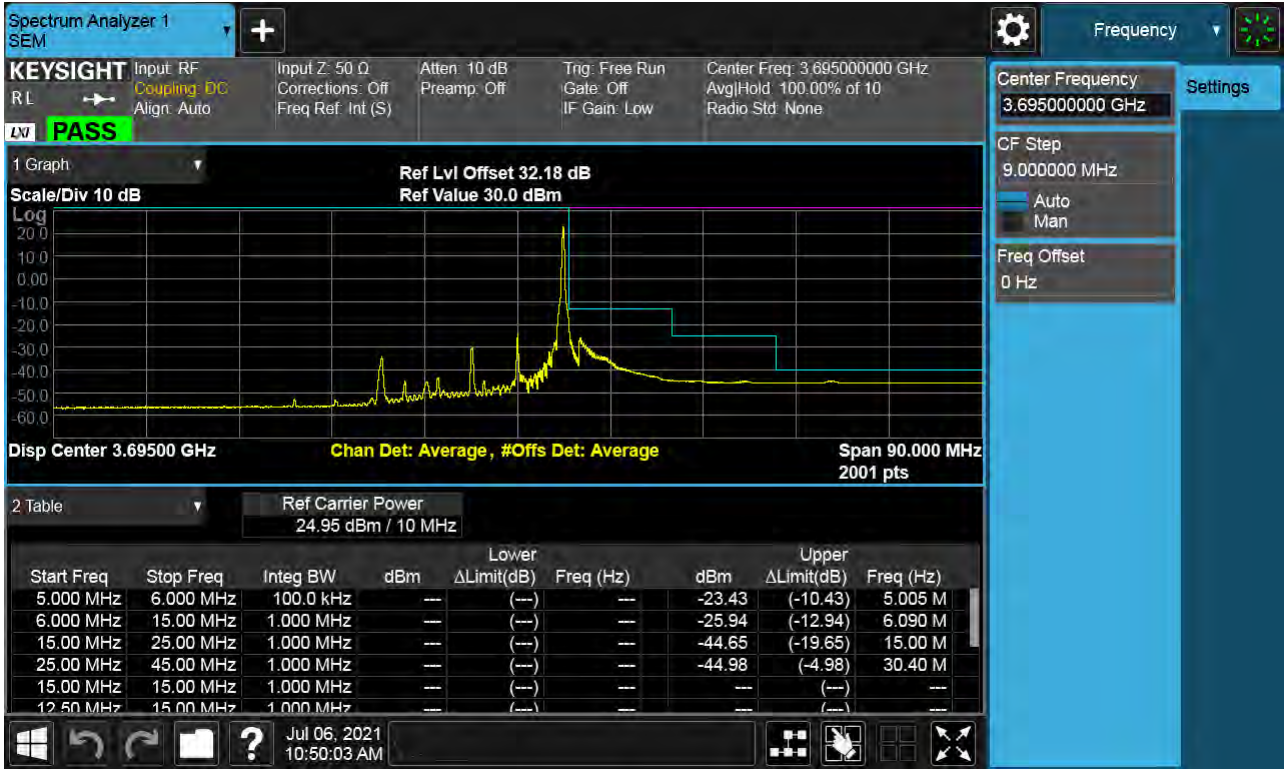 Spectrum Analyzer 1
SEM
Frequency
KEYSIGHT
R L
LXI
PASS
Input: RF
Coupling: DC
Align: Auto
Input Z: 50 Ω
Corrections: Off
Freq Ref: Int (S)
Atten: 10 dB
Preamp: Off
Trig: Free Run
Gate: Off
IF Gain: Low
Center Freq: 3.695000000 GHz
Avg|Hold: 100.00% of 10
Radio Std: None
Center Frequency
3.695000000 GHz
Settings
CF Step
9.000000 MHz
Auto
Man
Freq Offset
0 Hz
1 Graph
Scale/Div 10 dB
Ref Lvl Offset 32.18 dB
Ref Value 30.0 dBm
Log
20.0
10.0
0.00
-10.0
-20.0
-30.0
-40.0
-50.0
-60.0
Disp Center 3.69500 GHz
Chan Det: Average , #Offs Det: Average
Span 90.000 MHz
2001 pts
2 Table
Ref Carrier Power
24.95 dBm / 10 MHz
Lower Upper
Start Freq Stop Freq Integ BW dBm ΔLimit(dB) Freq (Hz) dBm ΔLimit(dB) Freq (Hz)
5.000 MHz 6.000 MHz 100.0 kHz --- (---) --- -23.43 (-10.43) 5.005 M
6.000 MHz 15.00 MHz 1.000 MHz --- (---) --- -25.94 (-12.94) 6.090 M
15.00 MHz 25.00 MHz 1.000 MHz --- (---) --- -44.65 (-19.65) 15.00 M
25.00 MHz 45.00 MHz 1.000 MHz --- (---) --- -44.98 (-4.98) 30.40 M
15.00 MHz 15.00 MHz 1.000 MHz --- (---) --- --- (---) ---
12.50 MHz 15.00 MHz 1.000 MHz --- (---) --- --- (---) ---
Jul 06, 2021
10:50:03 AM